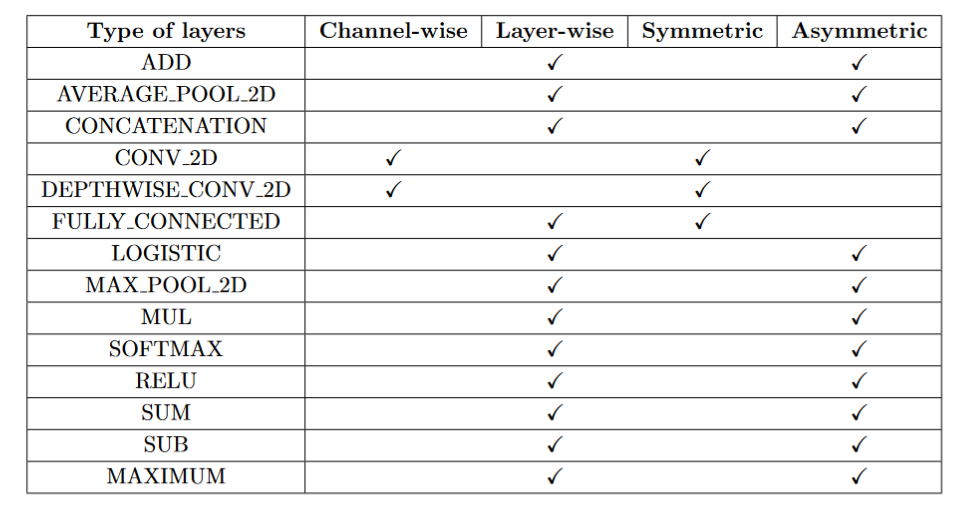 Type of layers Channel-wise Layer-wise Symmetric Asymmetric
ADD ✓ ✓
AVERAGE_POOL_2D ✓ ✓
CONCATENATION ✓ ✓
CONV_2D ✓ ✓
DEPTHWISE_CONV_2D ✓ ✓
FULLY_CONNECTED ✓ ✓
LOGISTIC ✓ ✓
MAX_POOL_2D ✓ ✓
MUL ✓ ✓
SOFTMAX ✓ ✓
RELU ✓ ✓
SUM ✓ ✓
SUB ✓ ✓
MAXIMUM ✓ ✓